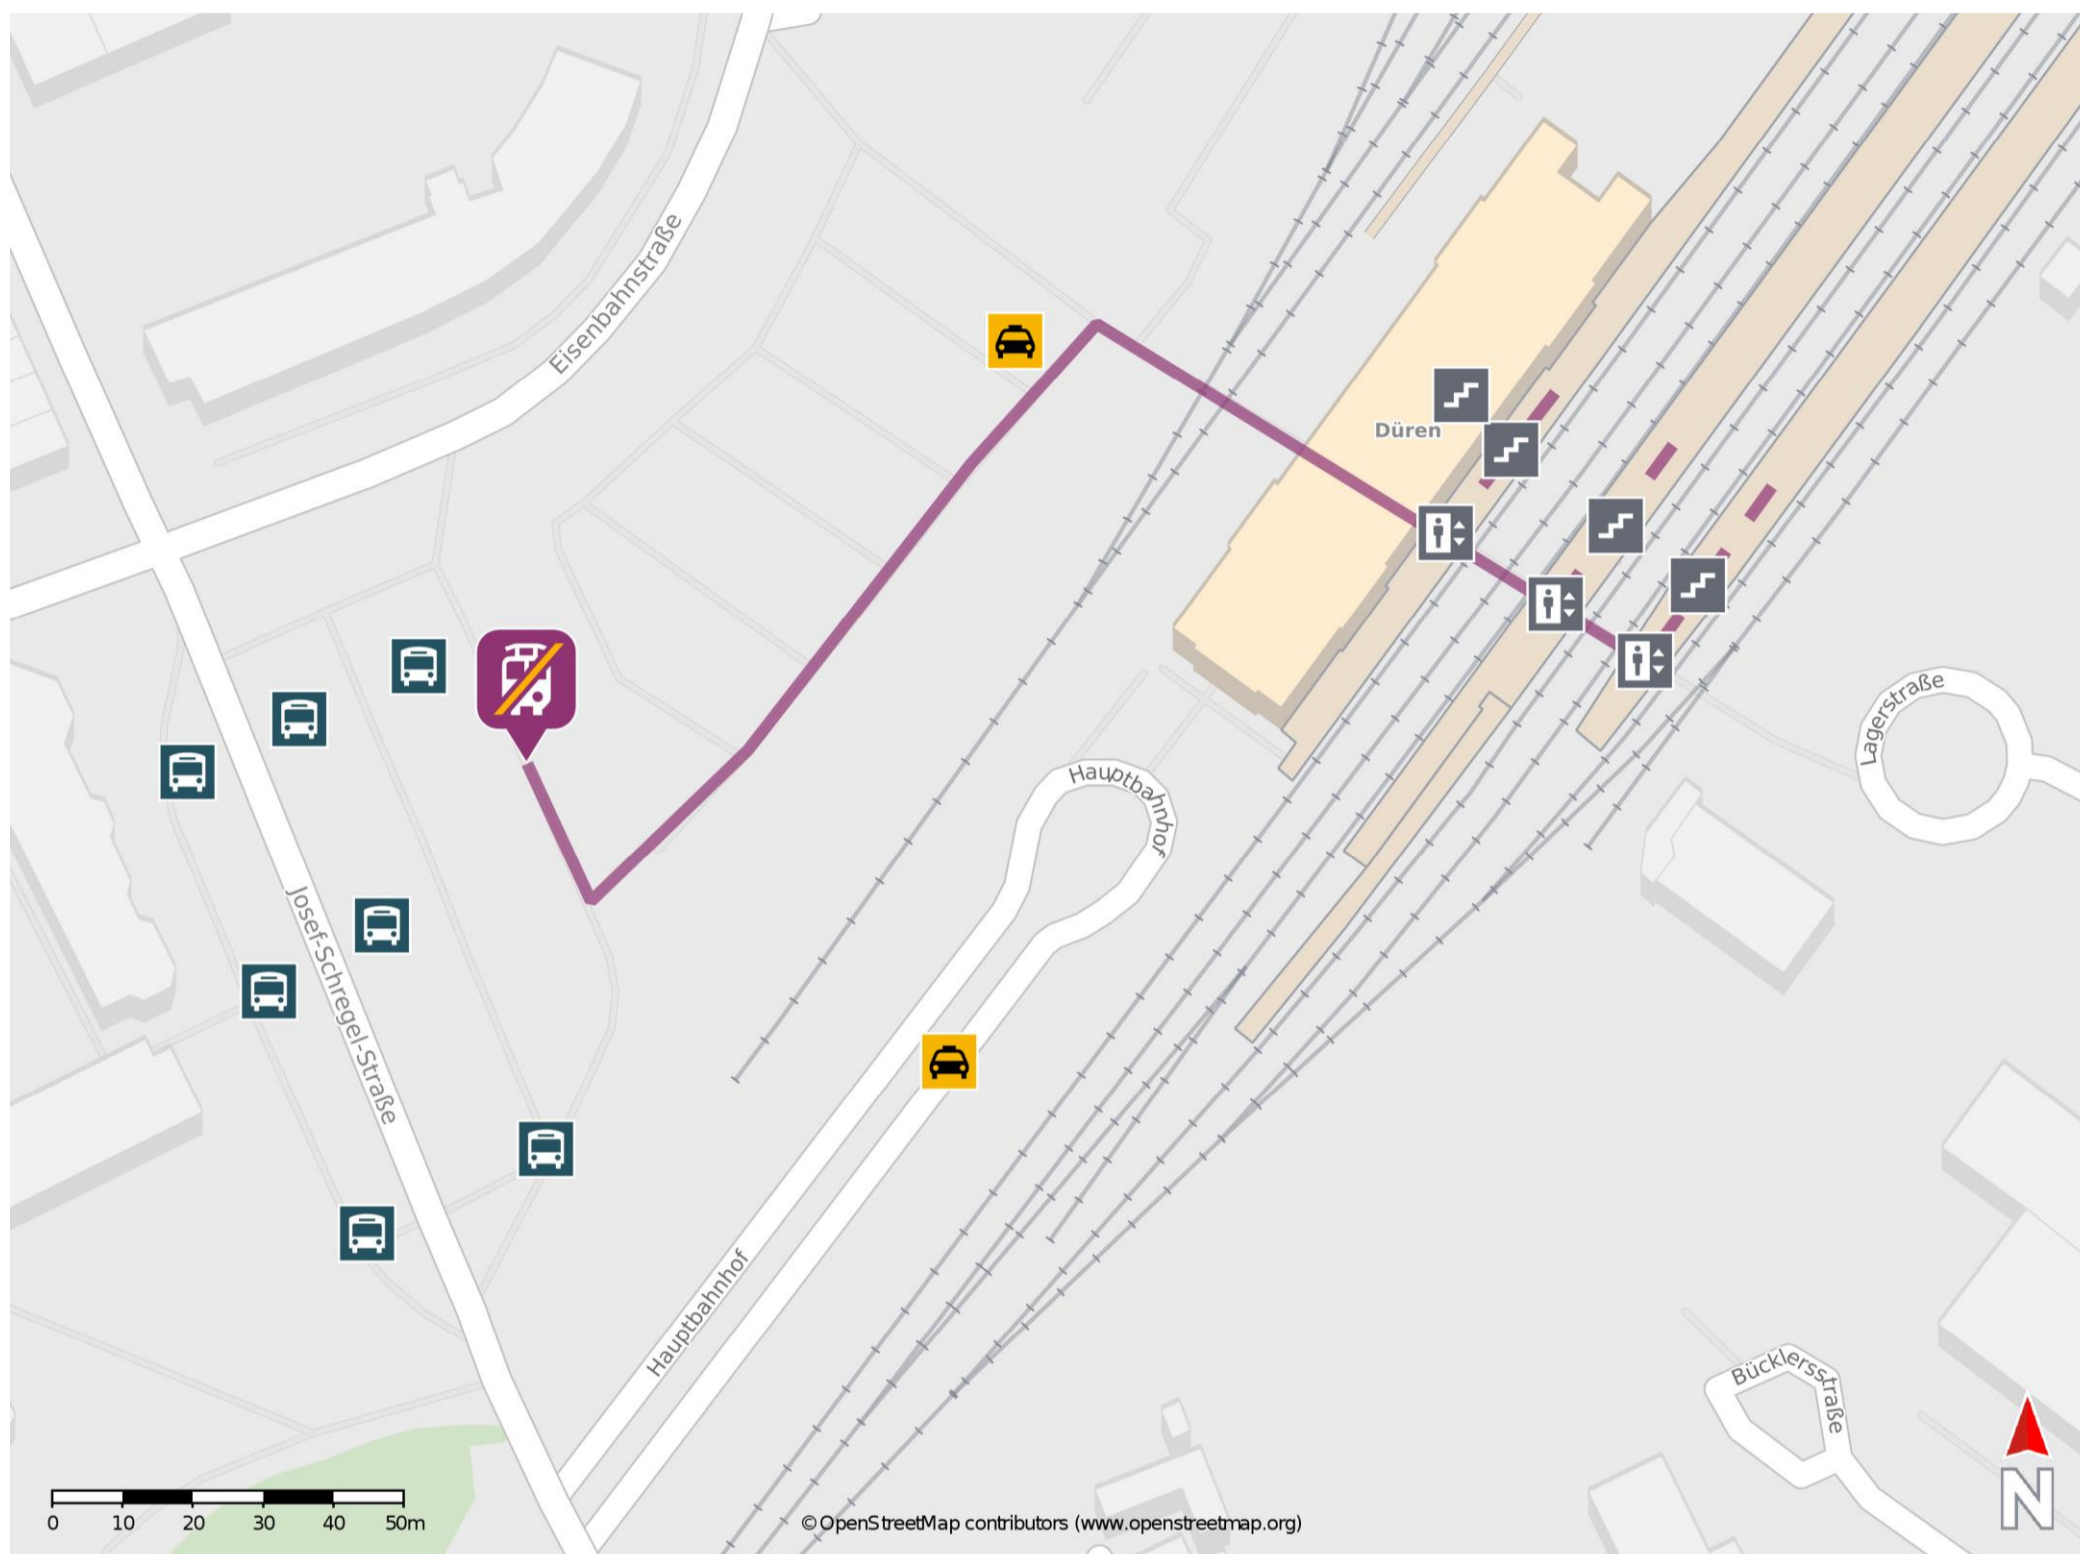 Eisenbahnstraße
Düren
Lagerstraße
Hauptbahnhof
Josef-Schregel-Straße
Hauptbahnhof
Bücklersstraße
N
0 10 20 30 40 50m
©OpenStreetMap contributors (www.openstreetmap.org)